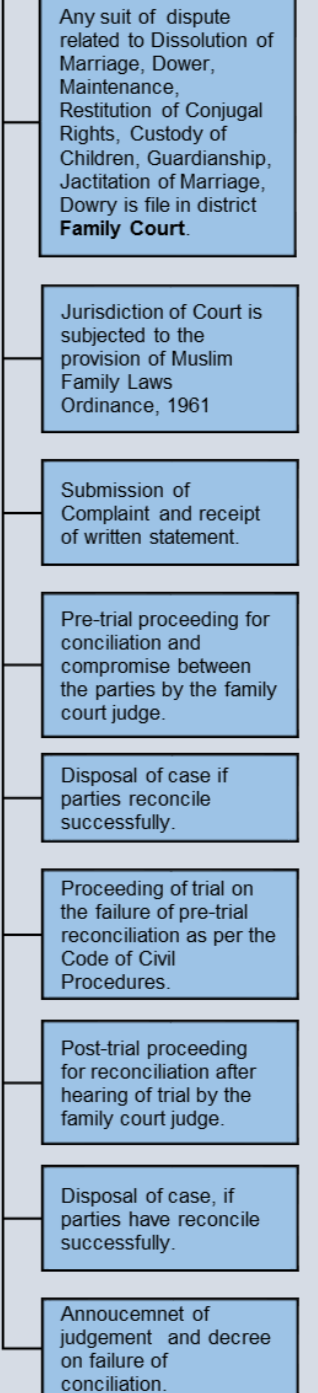 Any suit of dispute
related to Dissolution of
Marriage, Dower,
Maintenance,
Restitution of Conjugal
Rights, Custody of
Children, Guardianship,
Jactitation of Marriage,
Dowry is file in district
Family Court.
Jurisdiction of Court is
subjected to the
provision of Muslim
Family Laws
Ordinance, 1961
Submission of
Complaint and receipt
of written statement.
Pre-trial proceeding for
conciliation and
compromise between
the parties by the family
court judge.
Disposal of case if
parties reconcile
successfully.
Proceeding of trial on
the failure of pre-trial
reconciliation as per the
Code of Civil
Procedures.
Post-trial proceeding
for reconciliation after
hearing of trial by the
family court judge.
Disposal of case, if
parties have reconcile
successfully.
Annoucemnet of
judgement and decree
on failure of
conciliation.